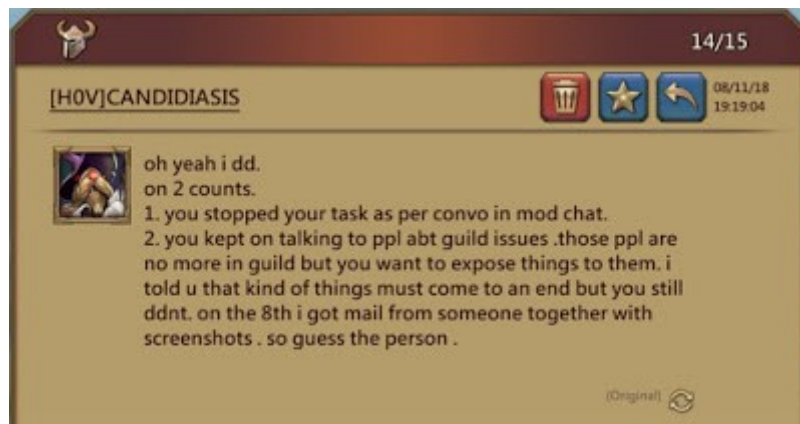 14/15
[H0V]CANDIDIASIS
08/11/18
19:19:04
oh yeah i dd.
on 2 counts.
1. you stopped your task as per convo in mod chat.
2. you kept on talking to ppl abt guild issues .those ppl are
no more in guild but you want to expose things to them. i
told u that kind of things must come to an end but you still
ddnt. on the 8th i got mail from someone together with
screenshots . so guess the person .
(Original)